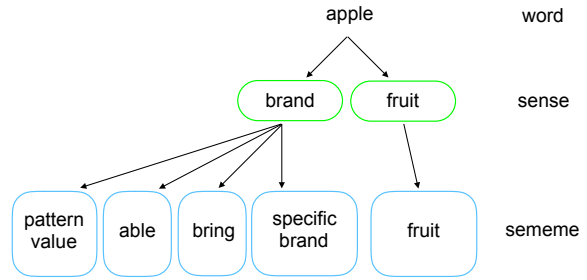 apple word
brand fruit sense
pattern value able bring specific brand fruit sememe